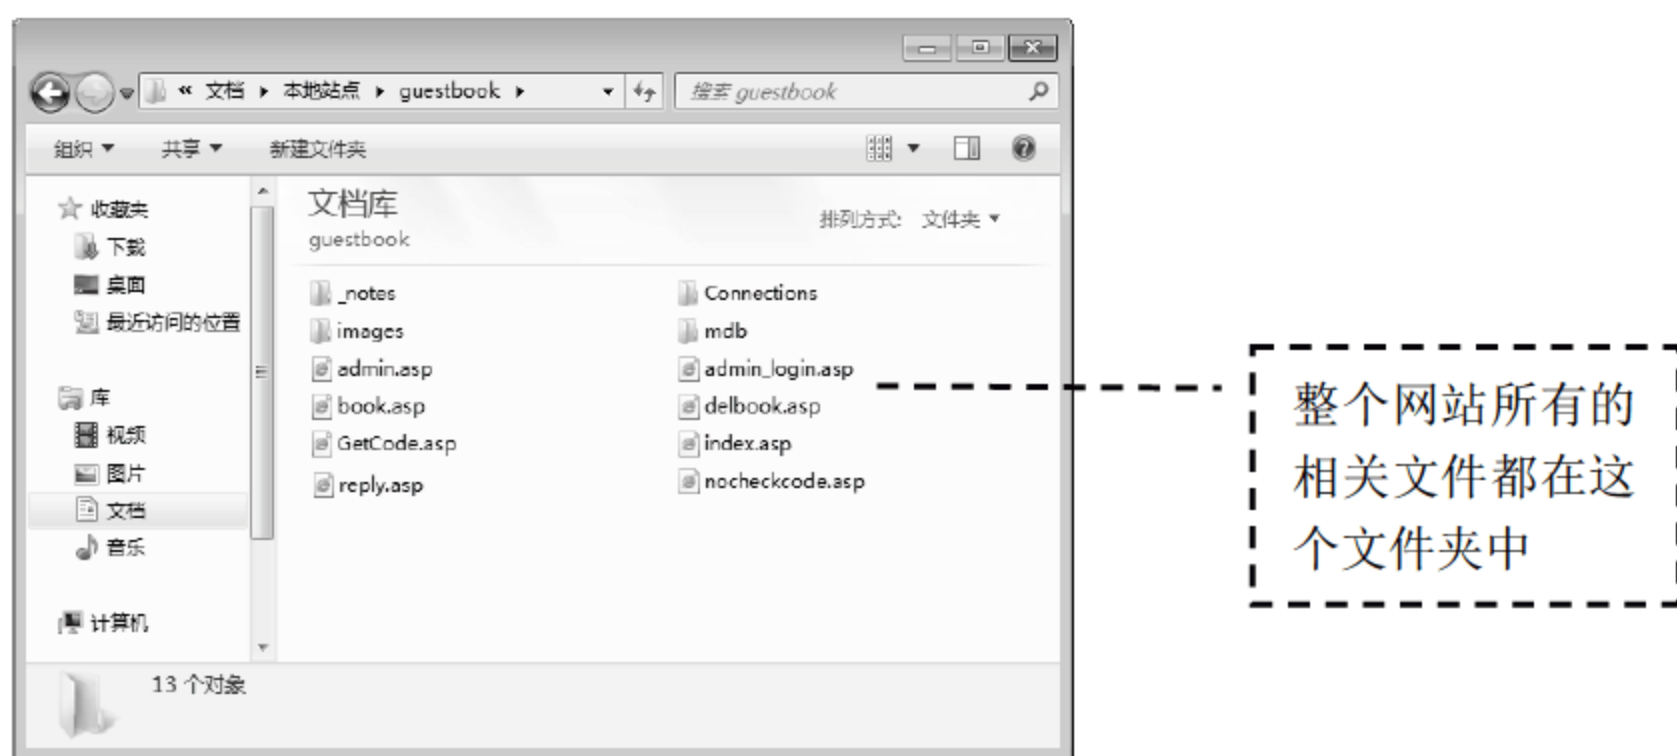 « 文档 ▸ 本地站点 ▸ guestbook ▸
搜索 guestbook
组织 共享 新建文件夹
收藏夹
下载
桌面
最近访问的位置
库
视频
图片
文档
音乐
计算机
文档库
guestbook
排列方式: 文件夹
_notes Connections
images mdb
admin.asp admin_login.asp
book.asp delbook.asp
GetCode.asp index.asp
reply.asp nocheckcode.asp
13 个对象
整个网站所有的
相关文件都在这
个文件夹中